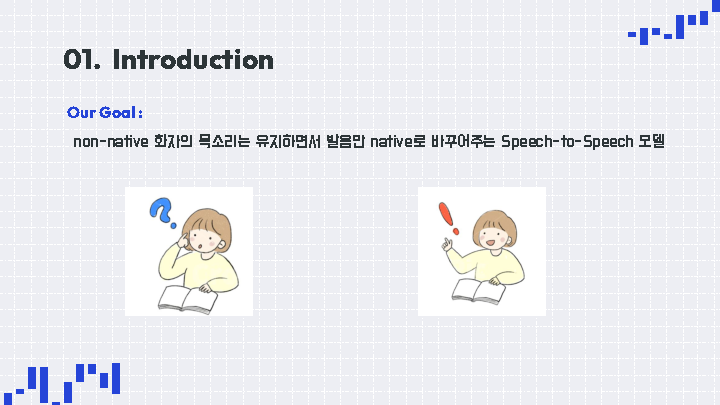 01. Introduction
Our Goal :
non-native 화자의 목소리는 유지하면서 발음만 native로 바꾸어주는 Speech-to-Speech 모델
?
!